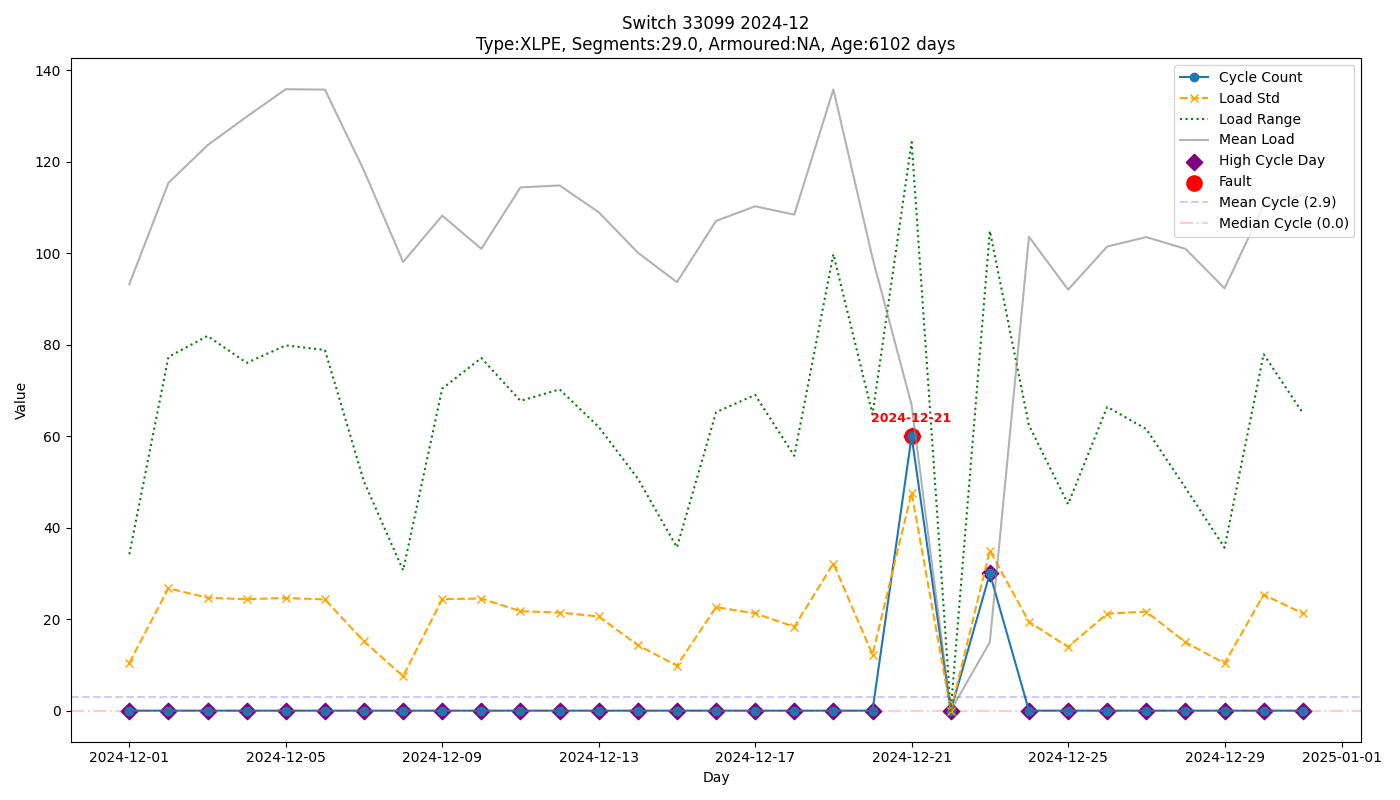 Switch 33099 2024-12
Type:XLPE, Segments:29.0, Armoured:NA, Age:6102 days
140
120
100
80
60
40
20
0
Value
Cycle Count
Load Std
Load Range
Mean Load
High Cycle Day
Fault
Mean Cycle (2.9)
Median Cycle (0.0)
2024-12-21
2024-12-01
2024-12-05
2024-12-09
2024-12-13
2024-12-17
2024-12-21
2024-12-25
2024-12-29
2025-01-01
Day